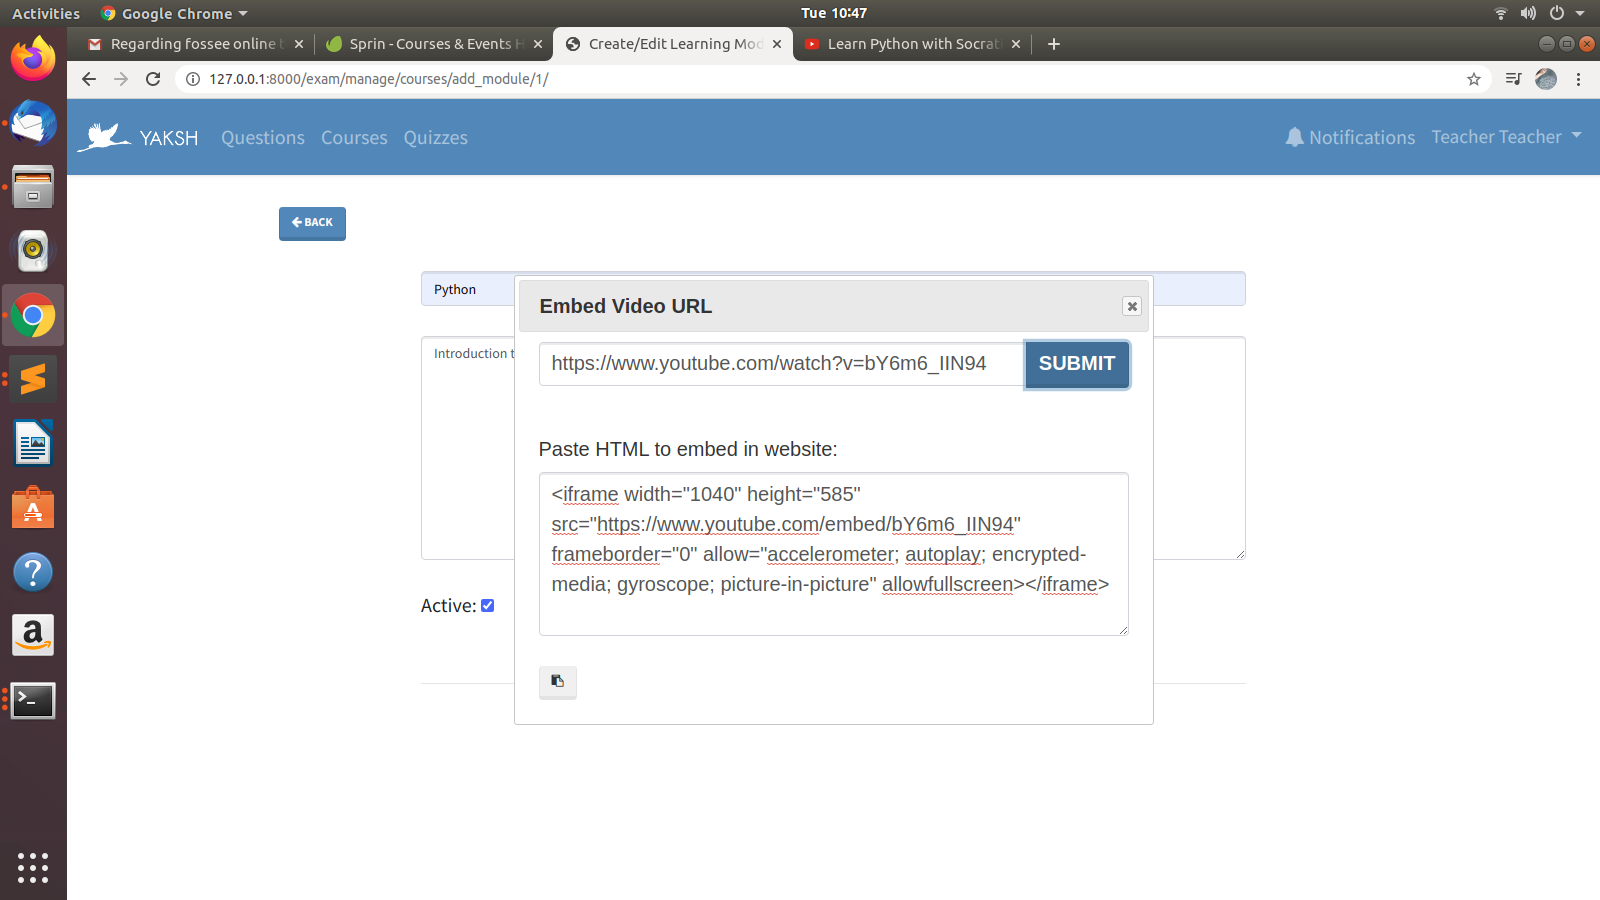 Activities
Google Chrome
Tue 10:47
Regarding fossee online t
Sprin - Courses & Events H
Create/Edit Learning Mod
Learn Python with Socrati
127.0.0.1:8000/exam/manage/courses/add_module/1/
YAKSH
Questions
Courses
Quizzes
Notifications
Teacher Teacher
BACK
Python
Embed Video URL
Introduction t
https://www.youtube.com/watch?v=bY6m6_IIN94
SUBMIT
Paste HTML to embed in website:
<iframe width="1040" height="585"
src="https://www.youtube.com/embed/bY6m6_IIN94"
frameborder="0" allow="accelerometer; autoplay; encrypted-
media; gyroscope; picture-in-picture" allowfullscreen></iframe>
Active: